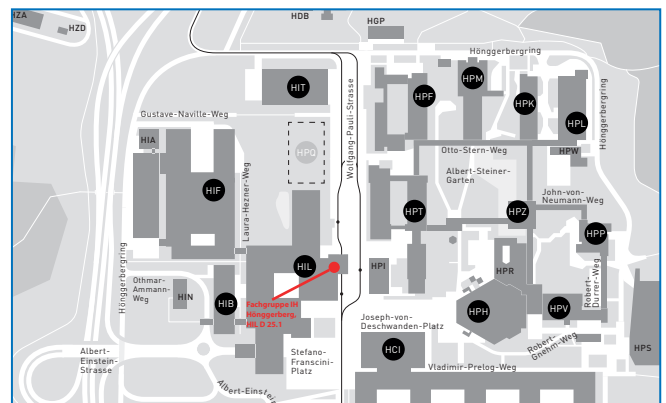 HZA
HZD
HDB
HGP
Hönggerbergring
HIT
HPF
HPM
HPK
HPL
Hönggerbergring
Gustave-Naville-Weg
HIA
HPQ
Wolfgang-Pauli-Strasse
Otto-Stern-Weg
HPW
Albert-Steiner-
Garten
HIF
Laura-Hezner-Weg
HPT
HPZ
John-von-
Neumann-Weg
HPP
Hönggerbergring
HIL
HPI
HPR
Robert-
Durrer-Weg
Othmar-
Ammann-
Weg
HIN
HIB
Fachgruppe IH
Hönggerberg,
HIL D 25.1
HPH
HPV
Joseph-von-
Deschwanden-Platz
Robert-
Gnehm-Weg
HPS
Albert-
Einstein-
Strasse
Stefano-
Franscini-
Platz
HCI
Vladimir-Prelog-Weg
Albert-Einstein